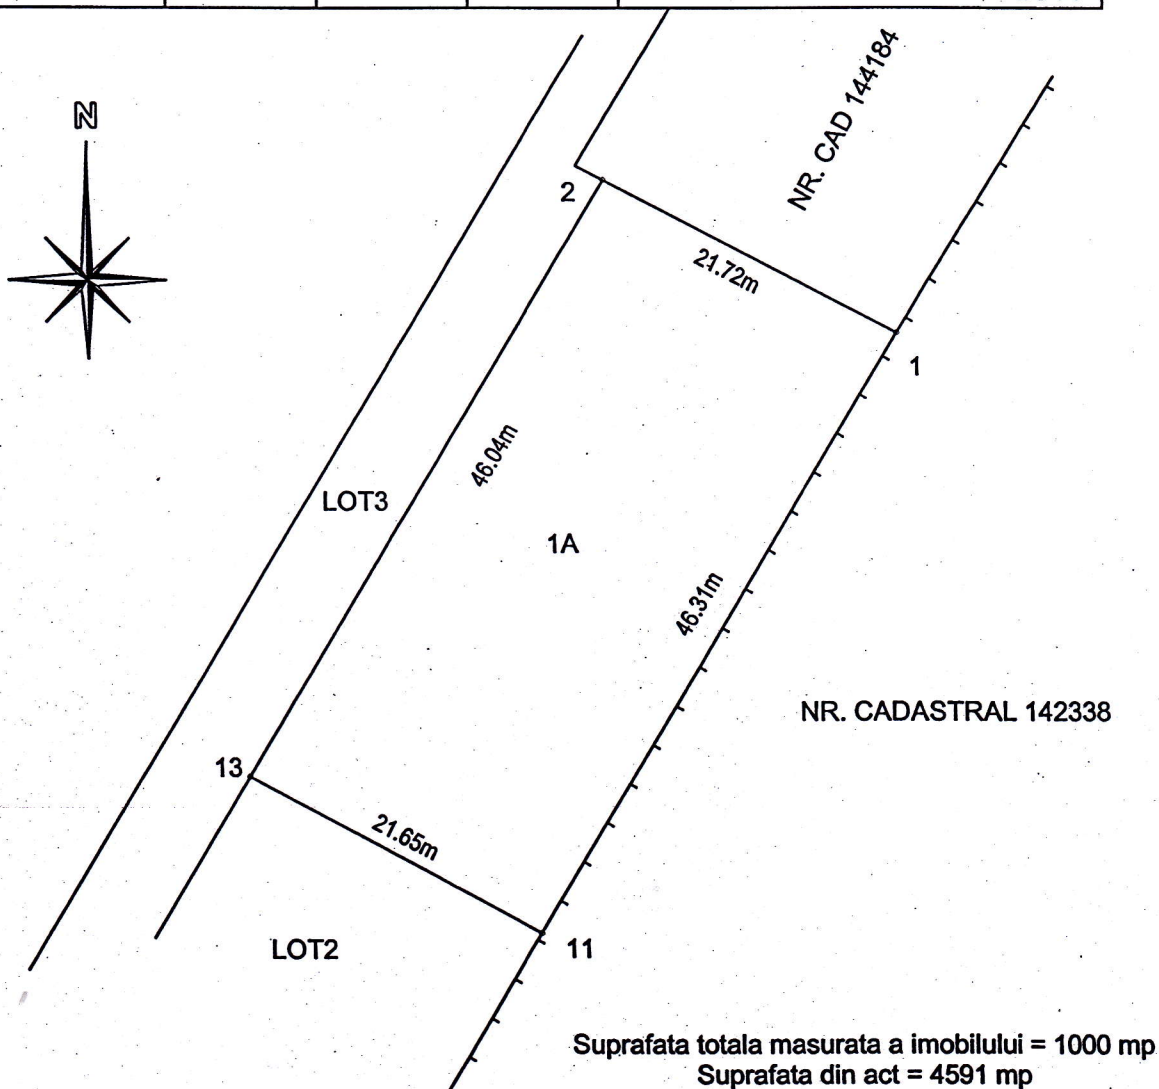 N
NR. CAD 144184
2
21.72m
1
46.04m
LOT3
1A
46.31m
NR. CADASTRAL 142338
13
21.65m
LOT2
11
Suprafata totala masurata a imobilului = 1000 mp
Suprafata din act = 4591 mp